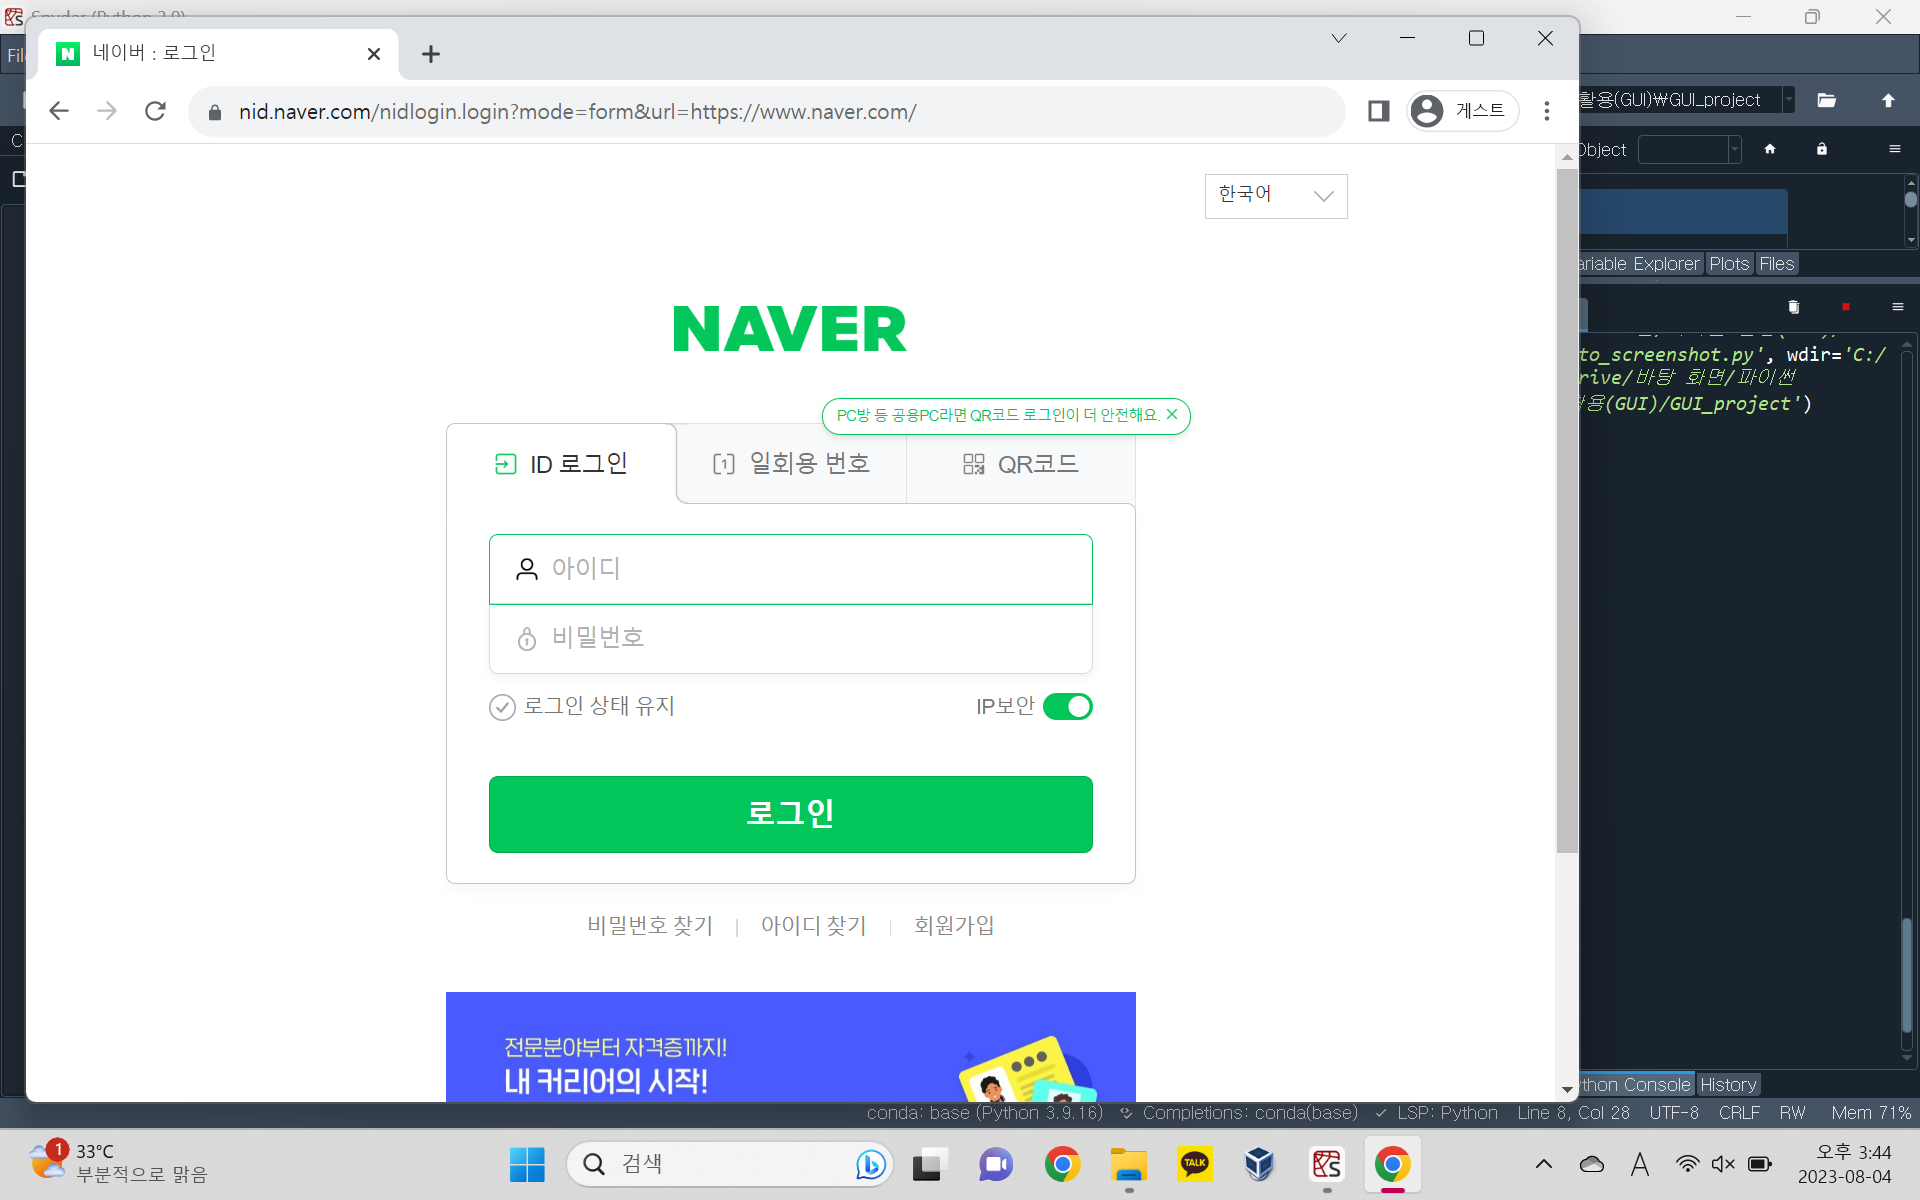 Spyder (Python 3.9)
네이버 : 로그인
nid.naver.com/nidlogin.login?mode=form&url=https://www.naver.com/
게스트
활용(GUI)₩GUI_project
Object
한국어
Variable Explorer
Plots
Files
NAVER
to_screenshot.py', wdir='C:/
rive/바탕 화면/파이썬
활용(GUI)/GUI_project')
PC방 등 공용PC라면 QR코드 로그인이 더 안전해요.
ID 로그인
1
일회용 번호
QR코드
아이디
비밀번호
로그인 상태 유지
IP보안
로그인
비밀번호 찾기
아이디 찾기
회원가입
전문분야부터 자격증까지!
내 커리어의 시작!
ython Console
History
conda: base (Python 3.9.16)
Completions: conda(base)
LSP: Python
Line 8, Col 28
UTF-8
CRLF
RW
Mem 71%
1
33°C
부분적으로 맑음
검색
TALK
A
오후 3:44
2023-08-04